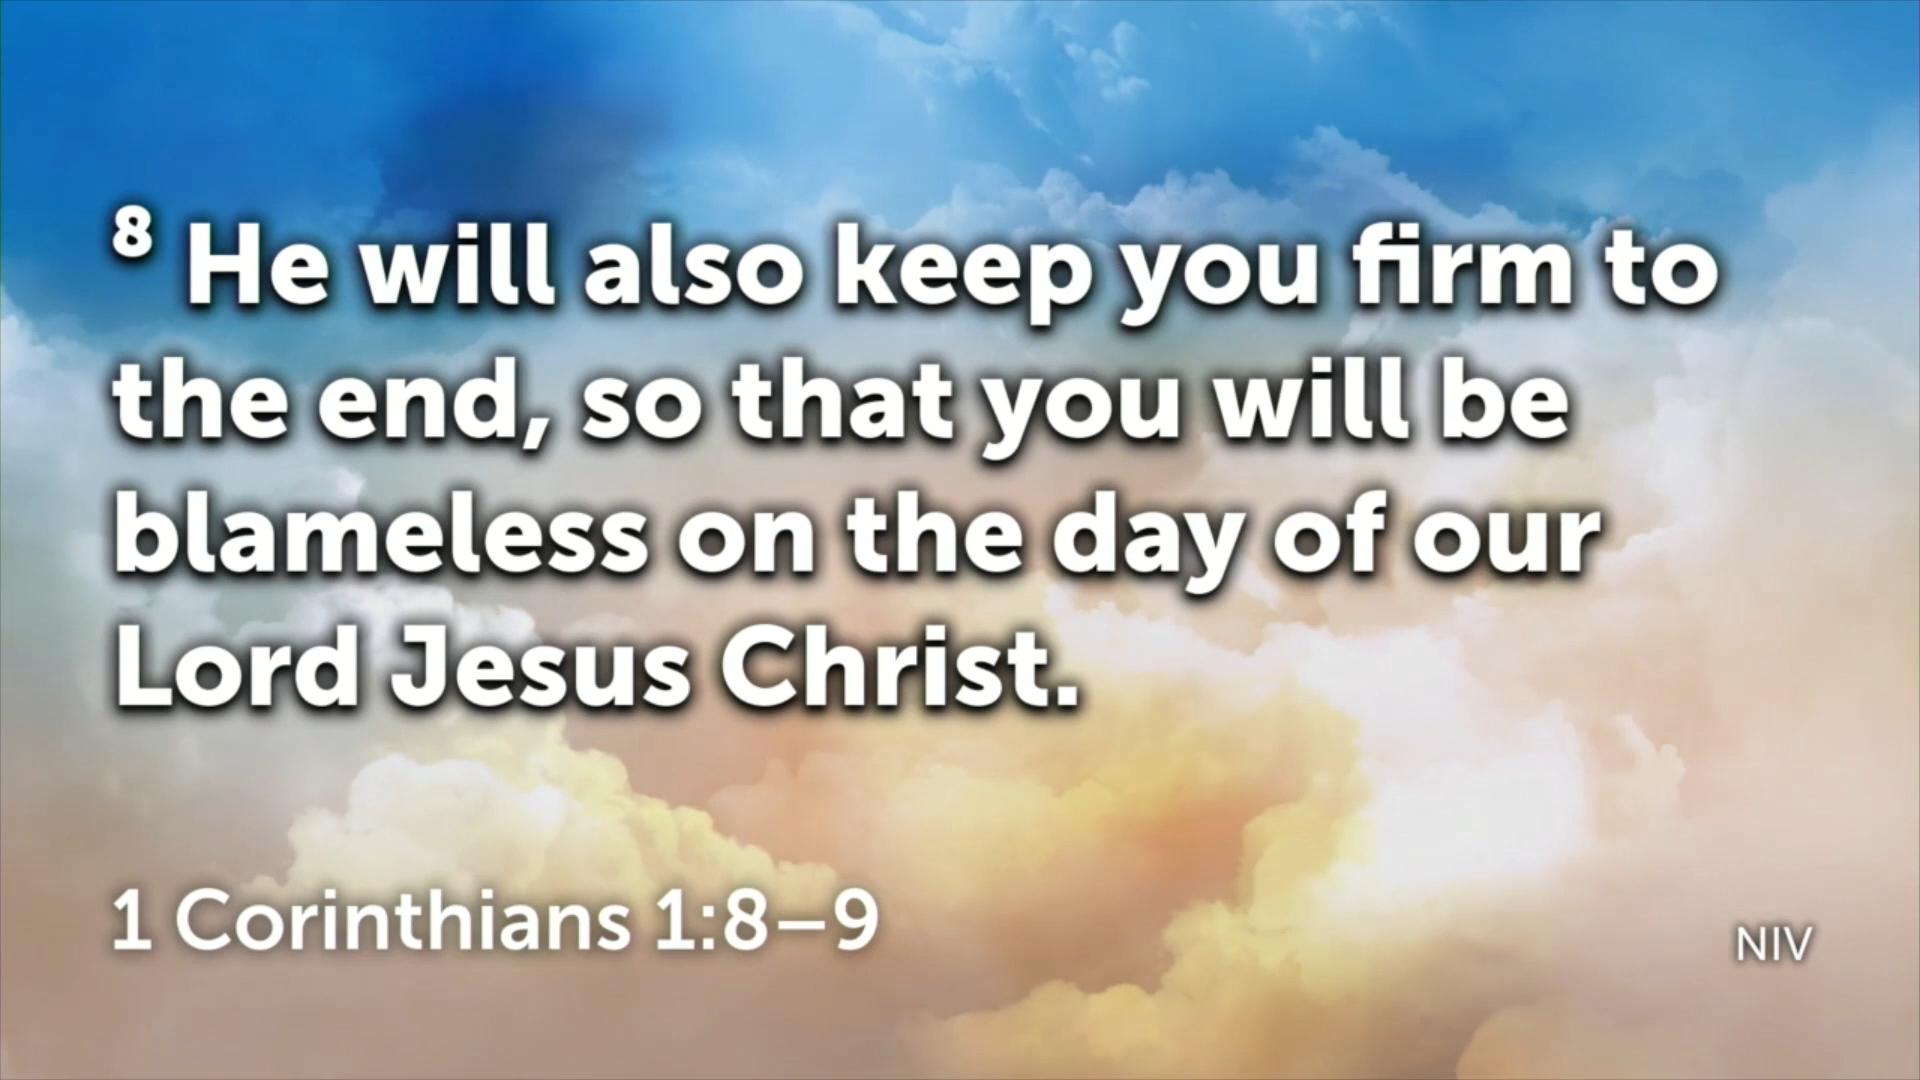 8 He will also keep you firm to
the end, so that you will be
blameless on the day of our
Lord Jesus Christ.
1 Corinthians 1:8–9
NIV